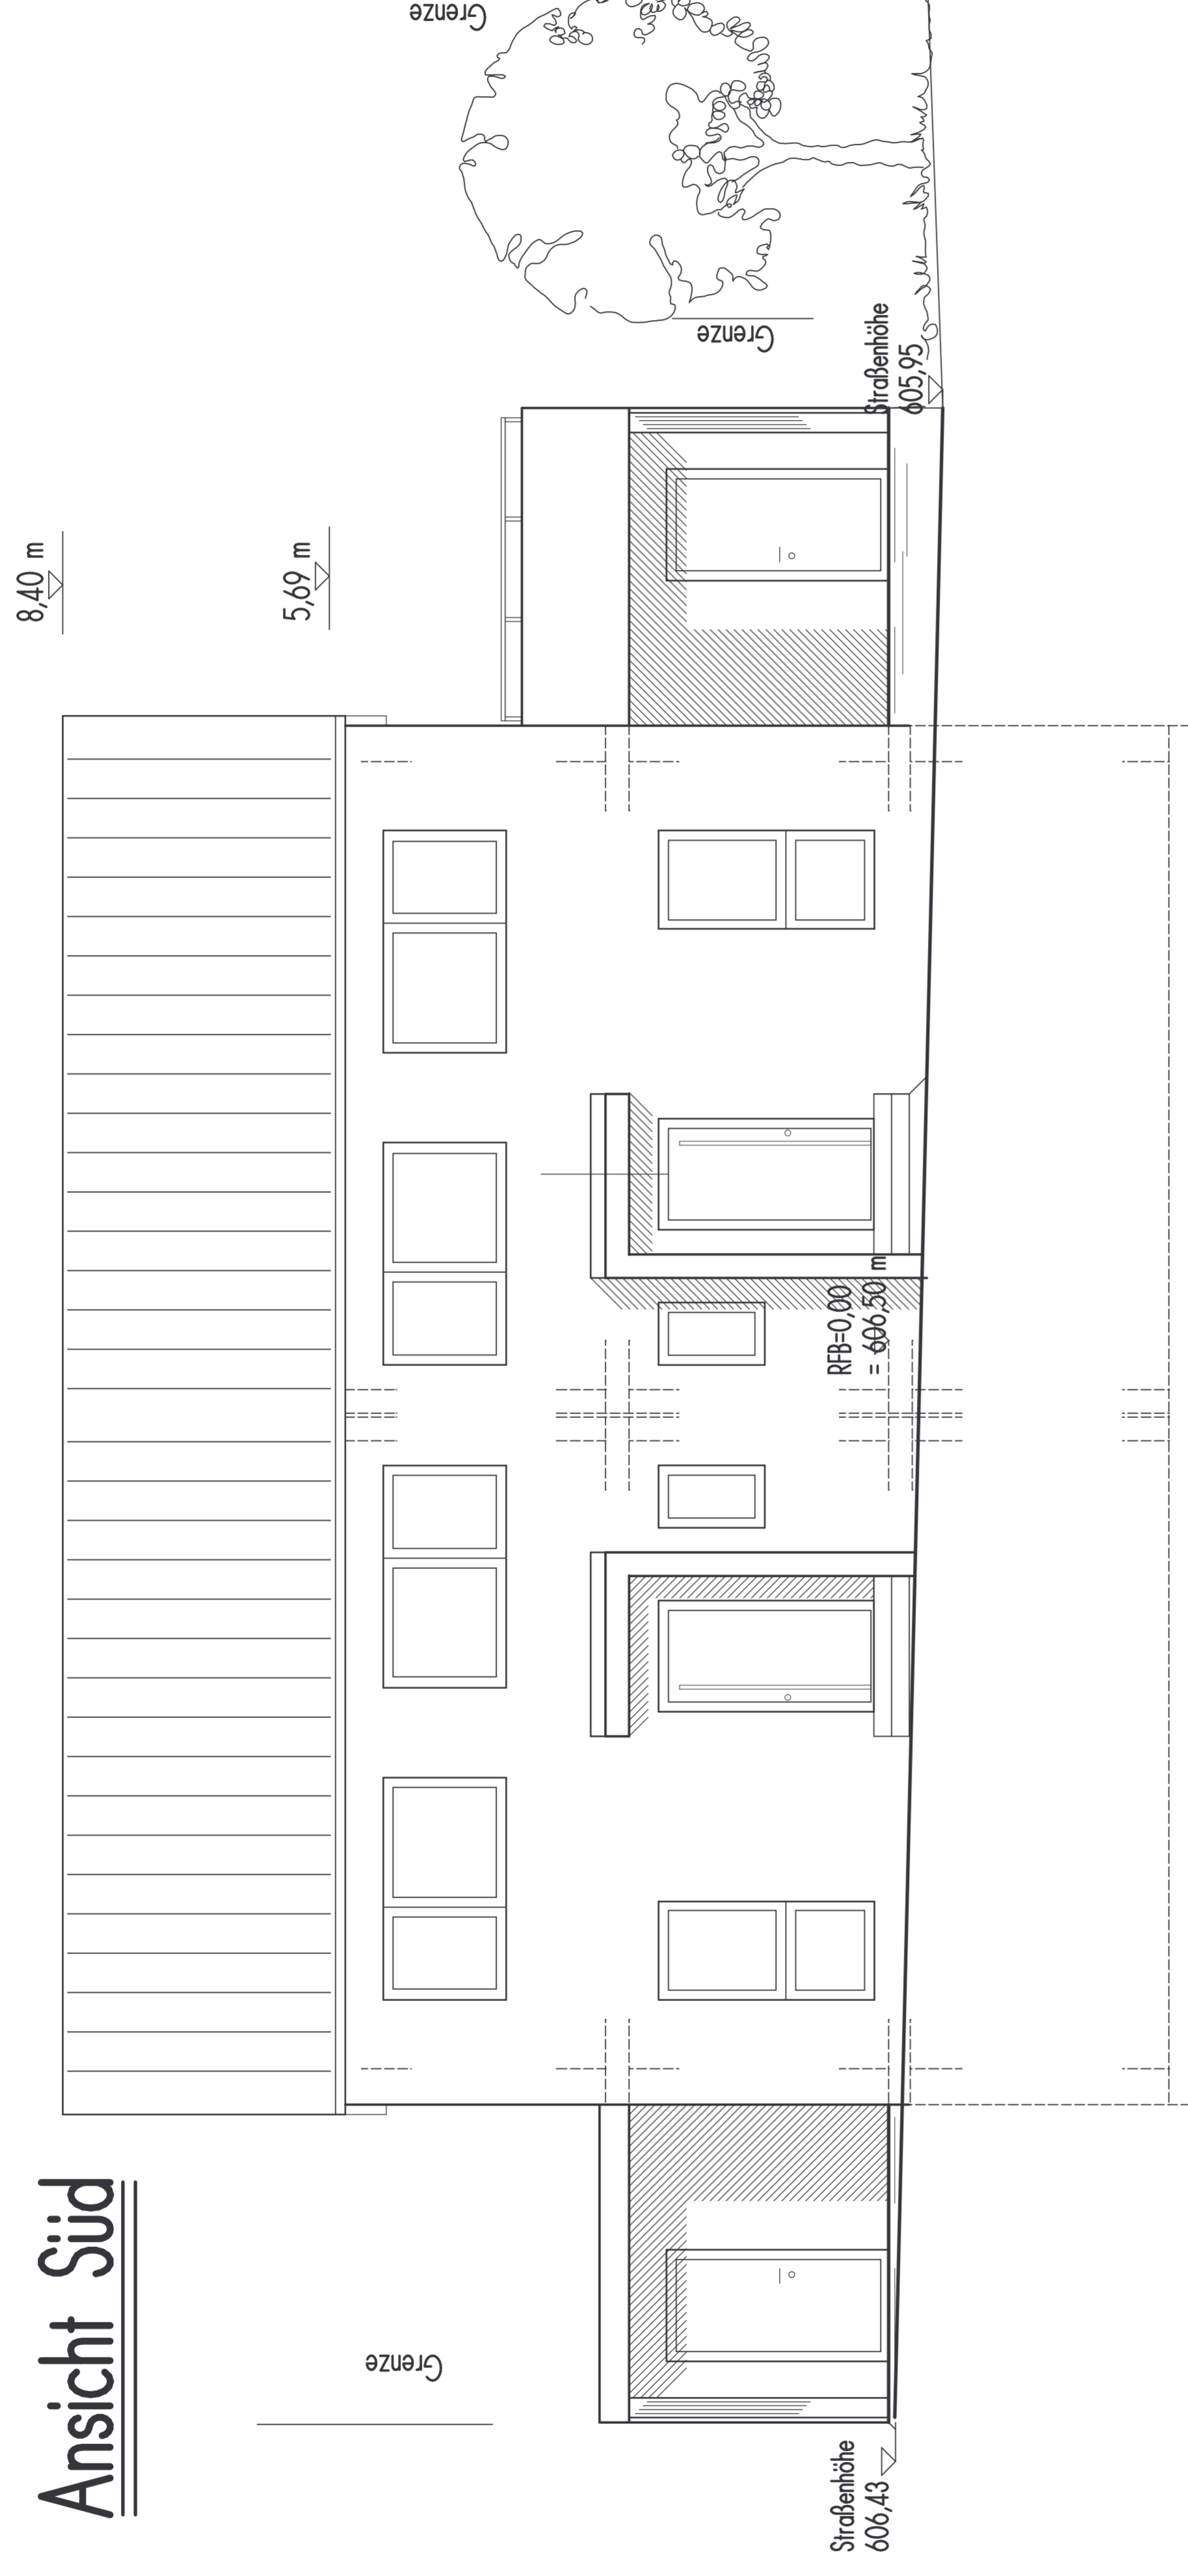 Ansicht Süd
8,40 m
5,69 m
Grenze
Grenze
Grenze
Straßenhöhe
606,43
RFB=0,00
= 606,50 m
Straßenhöhe
605,95